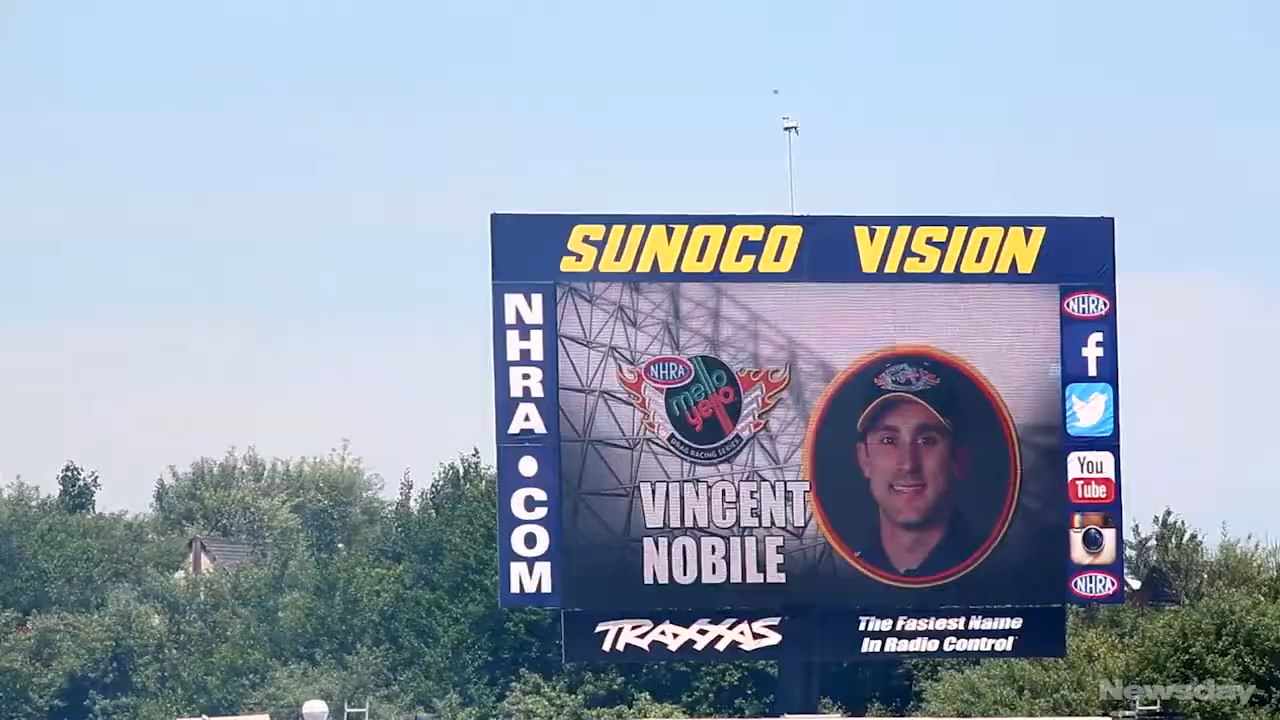 SUNOCO VISION
NHRA.COM
NHRA
mello
yello
DRAG RACING SERIES
VINCENT
NOBILE
NHRA
f
You
Tube
NHRA
TRAXXAS
The Fastest Name
In Radio Control
Newsday